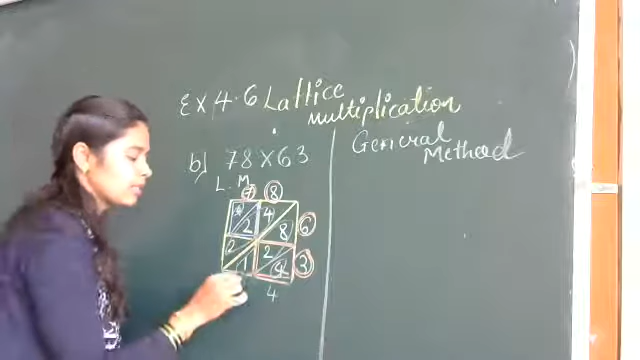 Ex 4.6 Lattice
multiplication
General
Method
b) 78 x 63
L. M
7 8
4 2 4 8 6
2 1 2 4 3
4